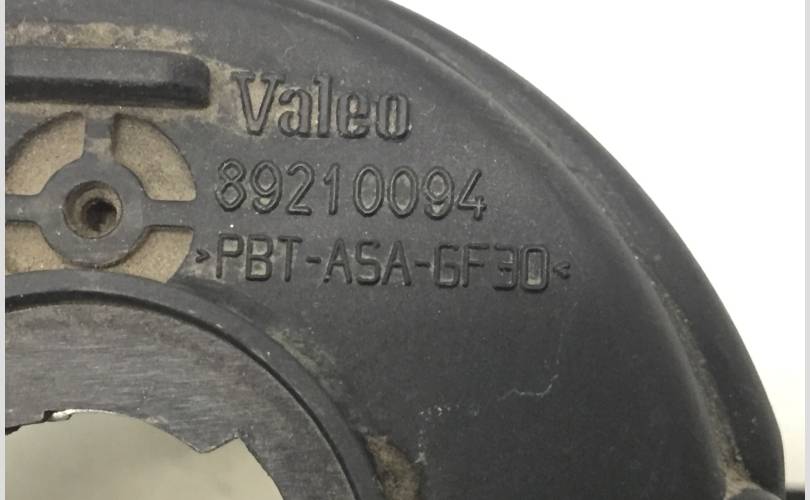 Valeo
89210094
>PBT-ASA-GF30<